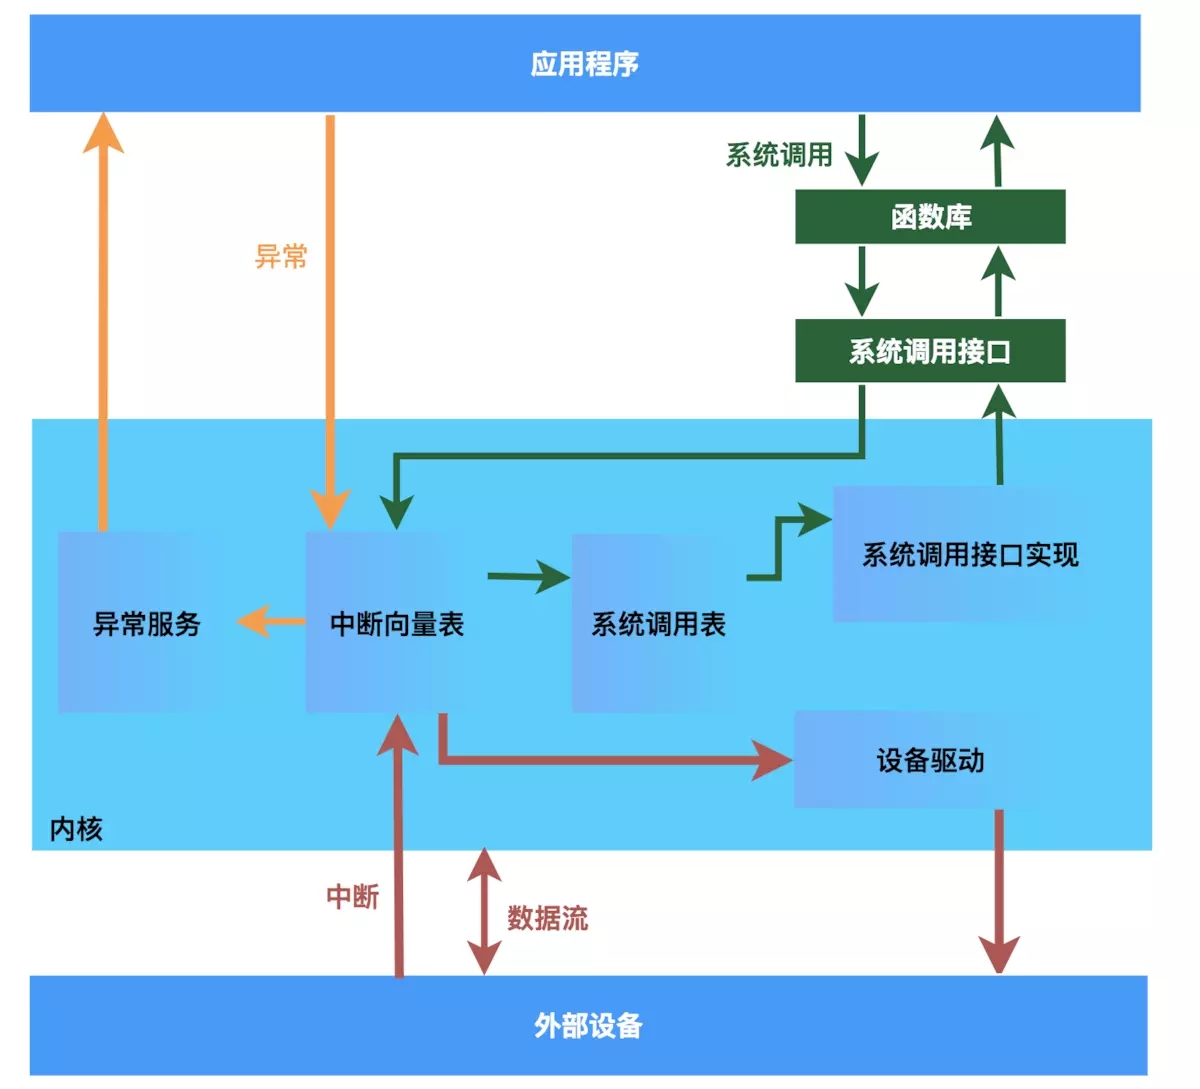 应用程序
系统调用
函数库
异常
系统调用接口
系统调用接口实现
异常服务
中断向量表
系统调用表
设备驱动
内核
中断
数据流
外部设备